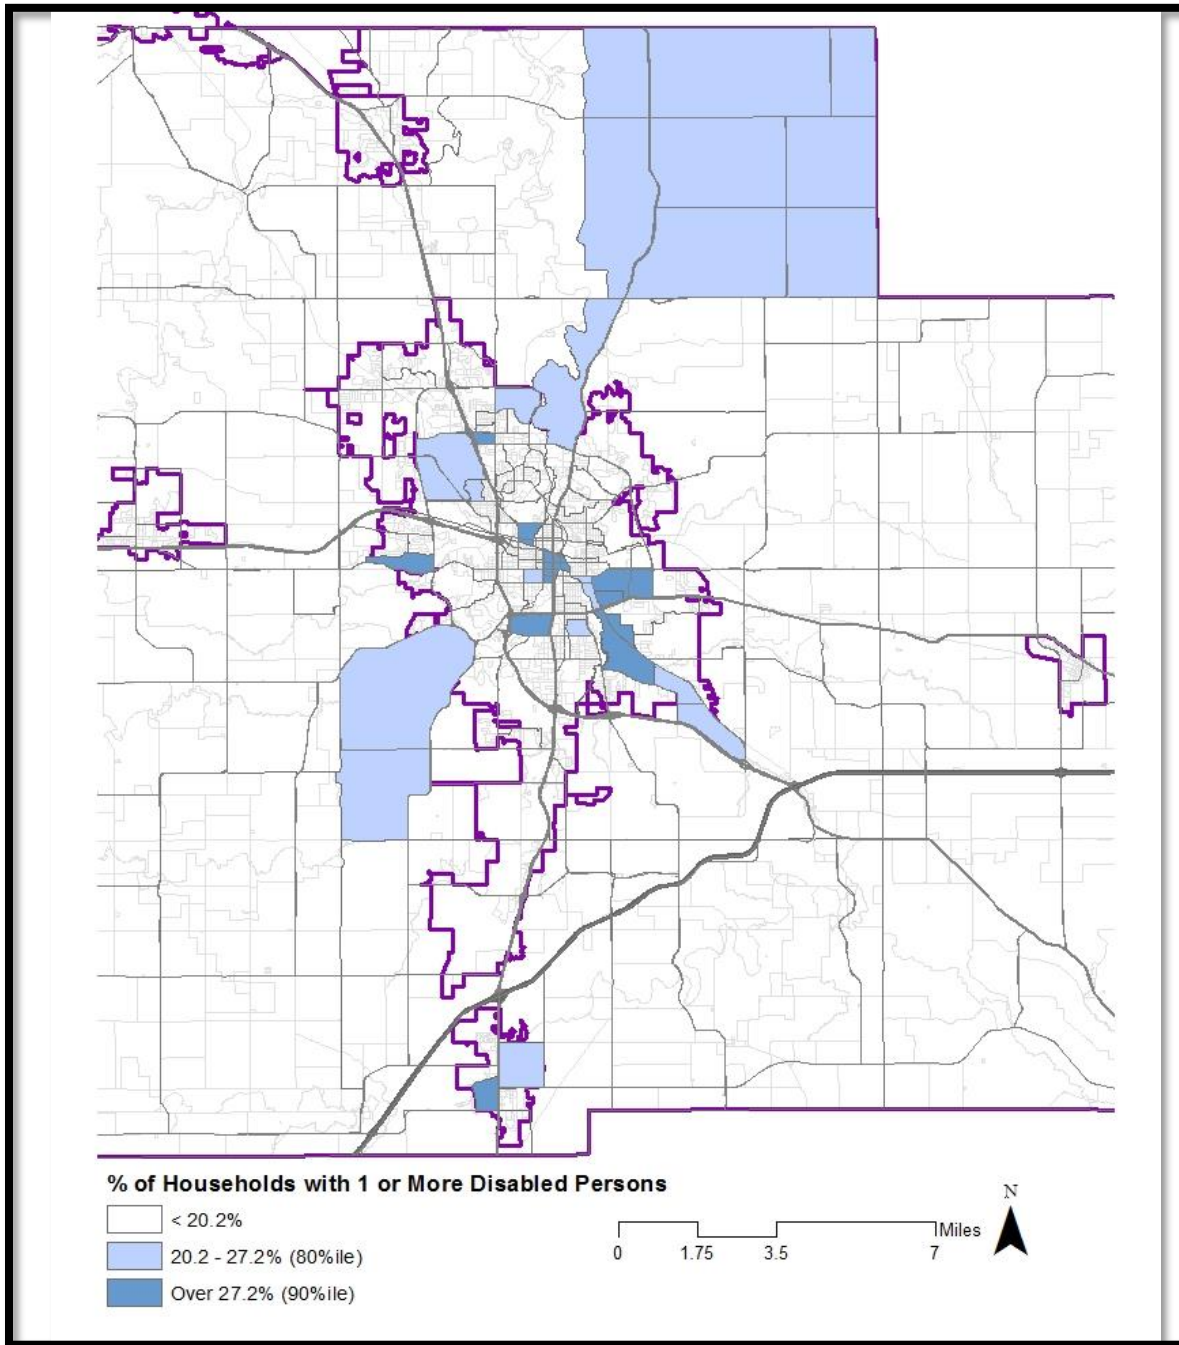 % of Households with 1 or More Disabled Persons
< 20.2%
20.2 - 27.2% (80%ile)
Over 27.2% (90%ile)
0 1.75 3.5 7 Miles
N